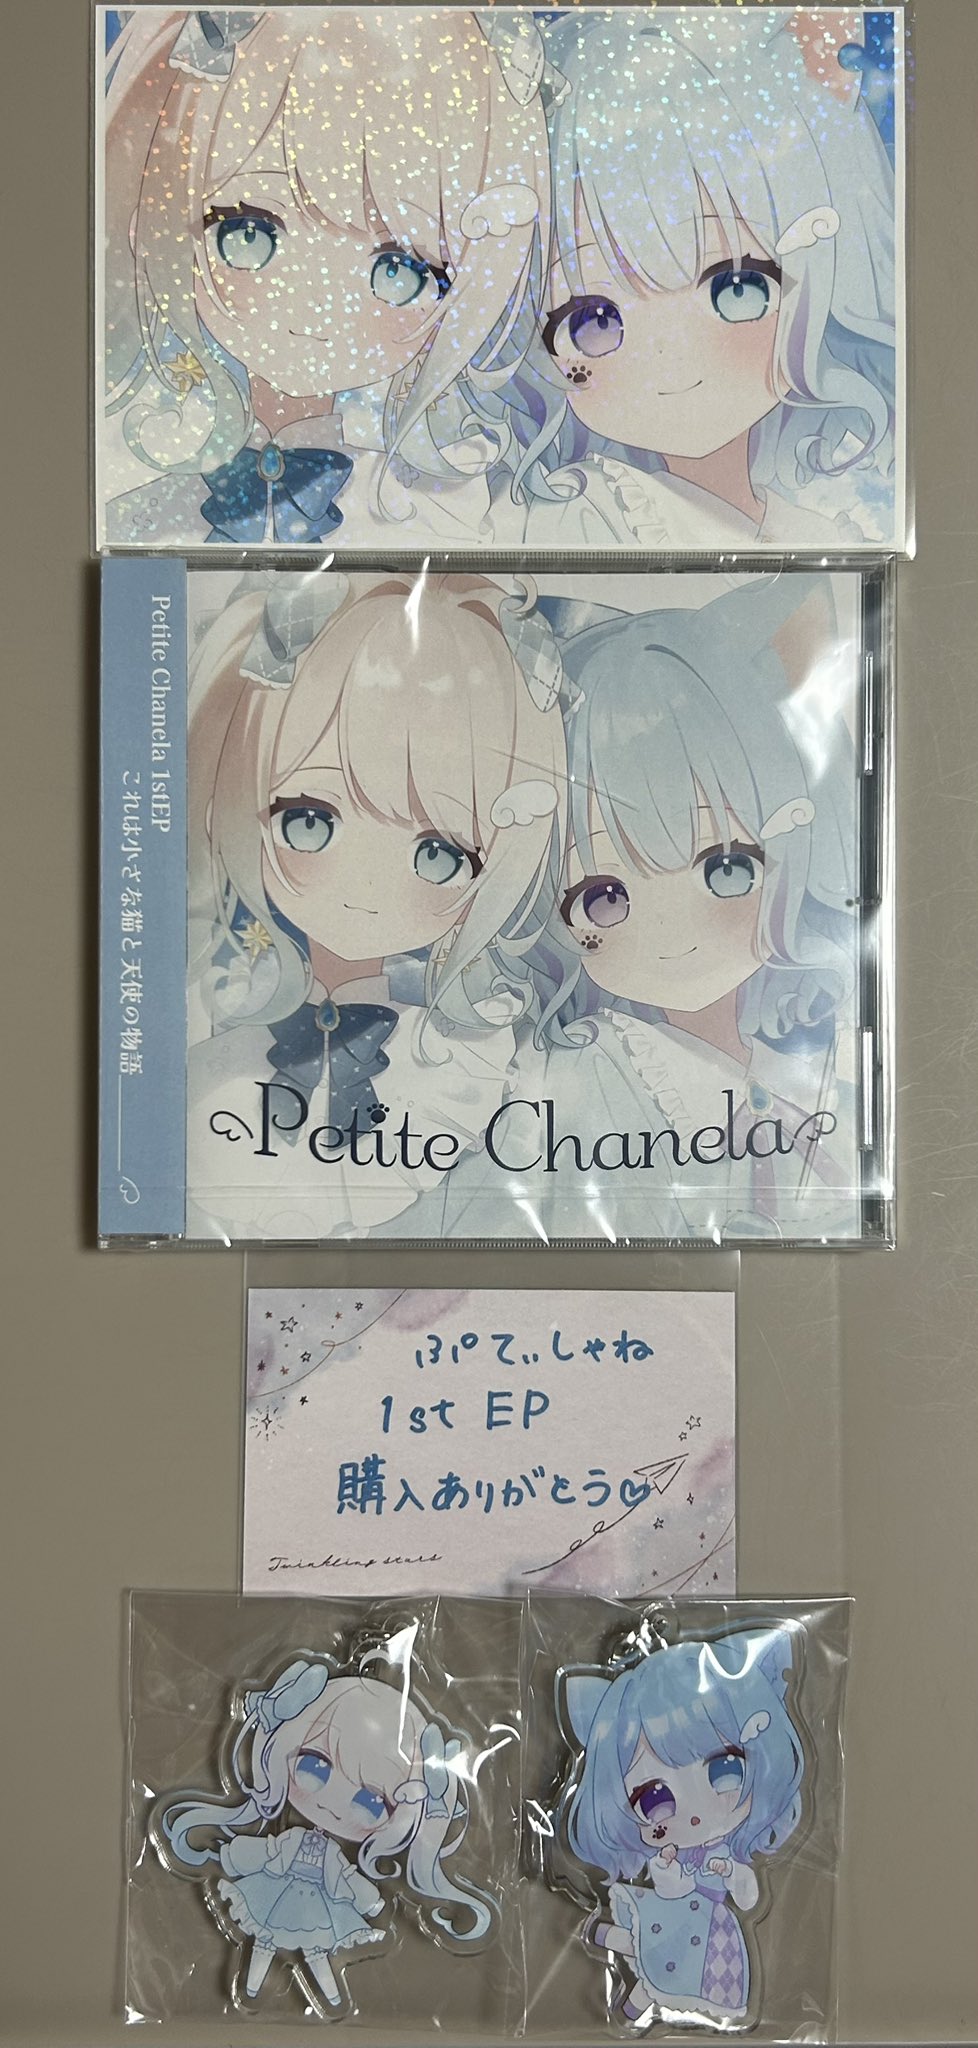 Petite Chanela 1stEP
これは小さな猫と天使の物語
Petite Chanela
ぷてぃしゃね
1st EP
購入ありがとう♡
Twinkling stars